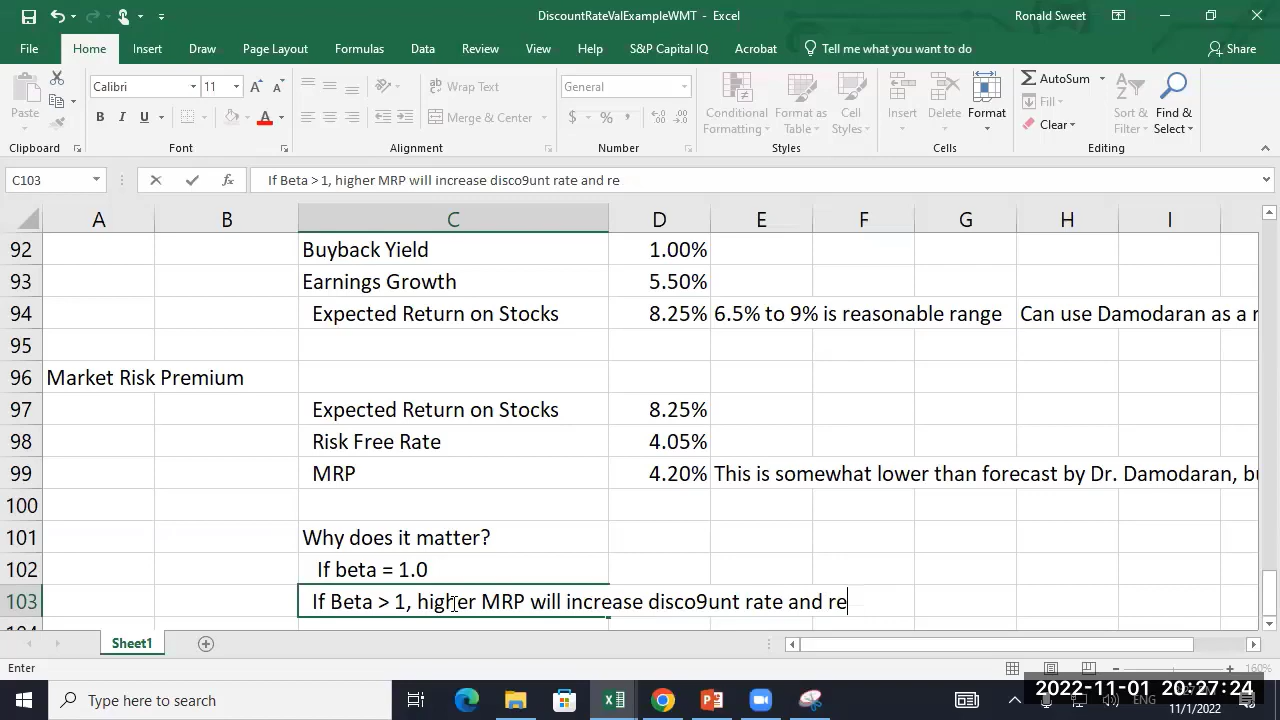 DiscountRateValExampleWMT - Excel
Ronald Sweet
File Home Insert Draw Page Layout Formulas Data Review View Help S&P Capital IQ Acrobat Tell me what you want to do Share
Paste
Calibri 11
B I U
Wrap Text
Merge & Center
General
$ % ,
Conditional Formatting
Format as Table
Cell Styles
Insert Delete Format
AutoSum
Fill
Clear
Sort & Filter
Find & Select
Clipboard Font Alignment Number Styles Cells Editing
C103 fx If Beta > 1, higher MRP will increase disco9unt rate and re
A B C D E F G H I
92 Buyback Yield 1.00%
93 Earnings Growth 5.50%
94 Expected Return on Stocks 8.25% 6.5% to 9% is reasonable range Can use Damodaran as a r
95
96 Market Risk Premium
97 Expected Return on Stocks 8.25%
98 Risk Free Rate 4.05%
99 MRP 4.20% This is somewhat lower than forecast by Dr. Damodaran, bu
100
101 Why does it matter?
102 If beta = 1.0
103 If Beta > 1, higher MRP will increase disco9unt rate and re
Sheet1
Enter
160%
Type here to search
2022-11-01 20:27:24
ENG
11/1/2022